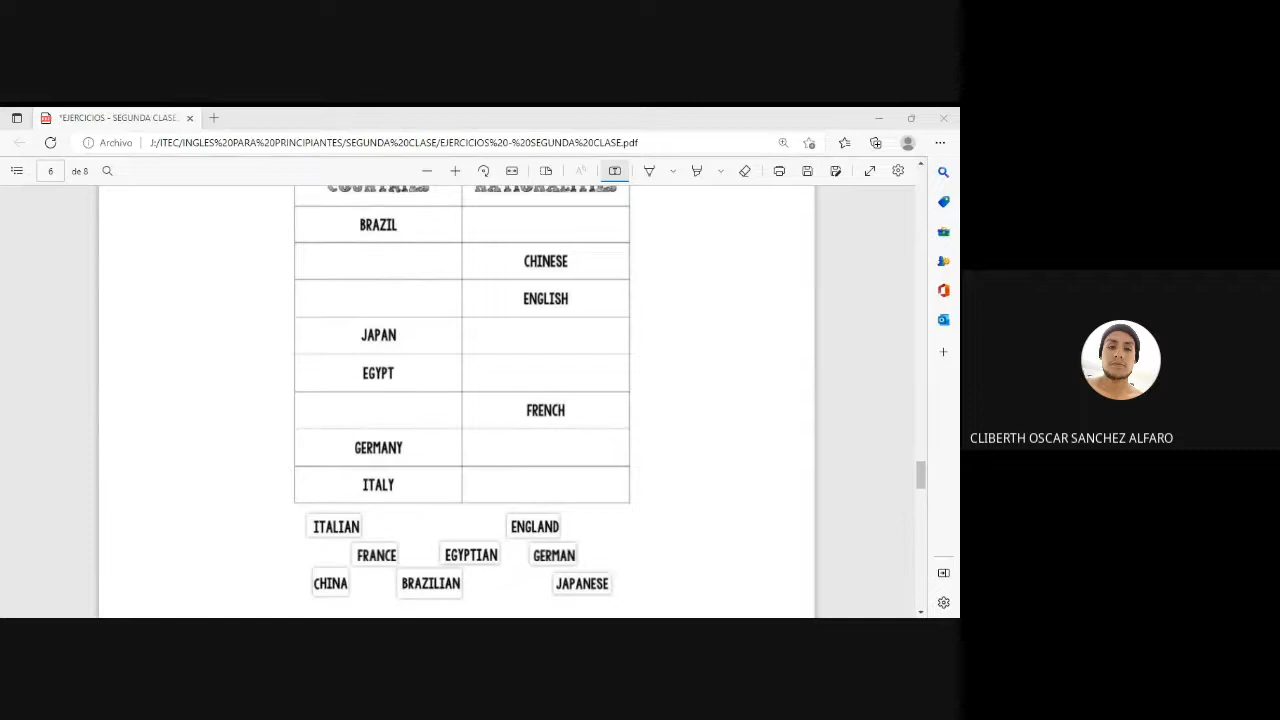 *EJERCICIOS - SEGUNDA CLASE.
Archivo J:/ITEC/INGLES%20PARA%20PRINCIPIANTES/SEGUNDA%20CLASE/EJERCICIOS%20-%20SEGUNDA%20CLASE.pdf
6 de 8
COUNTRIES NATIONALITIES
BRAZIL
CHINESE
ENGLISH
JAPAN
EGYPT
FRENCH
GERMANY
ITALY
ITALIAN ENGLAND
FRANCE EGYPTIAN GERMAN
CHINA BRAZILIAN JAPANESE
CLIBERTH OSCAR SANCHEZ ALFARO